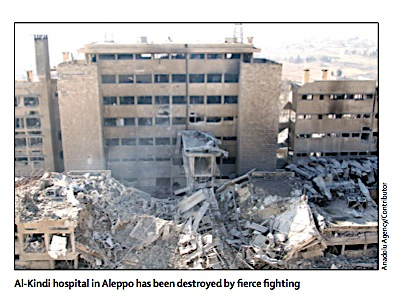 Al-Kindi hospital in Aleppo has been destroyed by fierce fighting
Anadolu Agency/Contributor